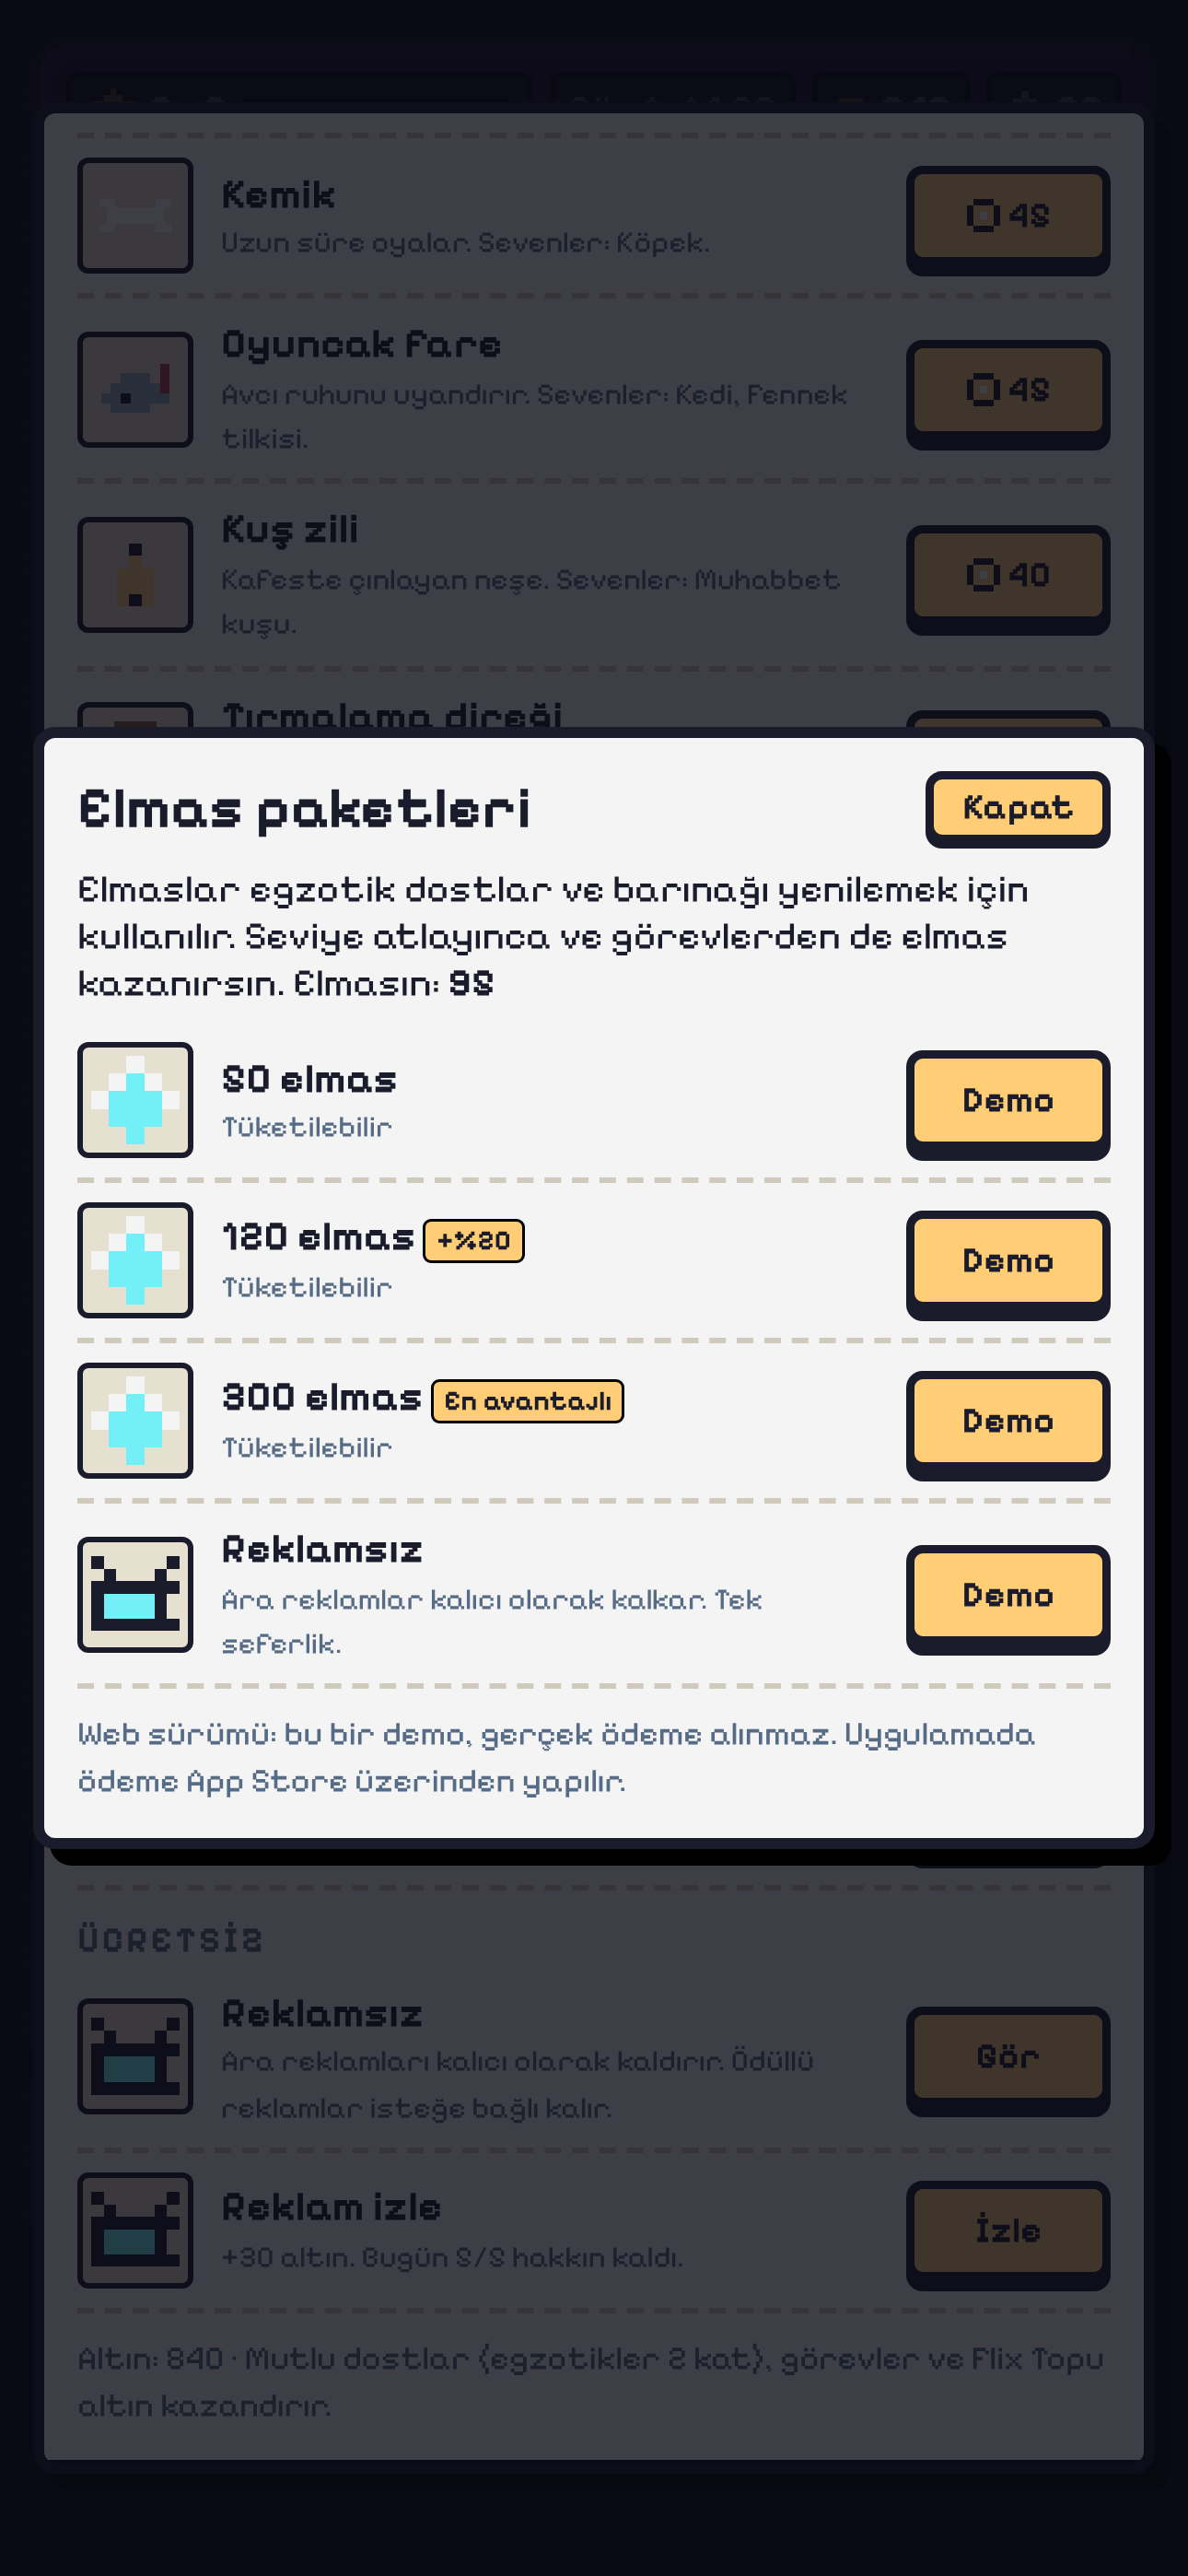 Kemik
Uzun süre oyalar. Sevenler: Köpek.
45
Oyuncak fare
Avcı ruhunu uyandırır. Sevenler: Kedi, Fennek
tilkisi.
45
Kuş zili
Kafeste çınlayan neşe. Sevenler: Muhabbet
kuşu.
40
Tırmalama direği
Elmas paketleri
Kapat
Elmaslar egzotik dostlar ve barınağı yenilemek için
kullanılır. Seviye atlayınca ve görevlerden de elmas
kazanırsın. Elmasın: 95
50 elmas
Tüketilebilir
Demo
120 elmas +%20
Tüketilebilir
Demo
300 elmas En avantajlı
Tüketilebilir
Demo
Reklamsız
Ara reklamlar kalıcı olarak kalkar. Tek
seferlik.
Demo
Web sürümü: bu bir demo, gerçek ödeme alınmaz. Uygulamada
ödeme App Store üzerinden yapılır.
ÜCRETSİZ
Reklamsız
Ara reklamları kalıcı olarak kaldırır. Ödüllü
reklamlar isteğe bağlı kalır.
Gör
Reklam izle
+30 altın. Bugün 5/5 hakkın kaldı.
İzle
Altın: 840 · Mutlu dostlar (egzotikler 2 kat), görevler ve Flix Topu
altın kazandırır.